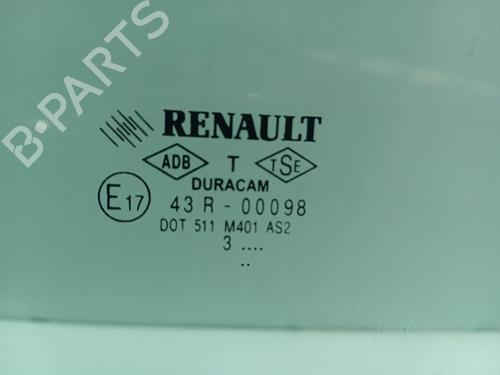 B-PARTS
RENAULT
ADB T TSE
DURACAM
E17 43 R - 00098
DOT 511 M401 AS2
3 ....
..